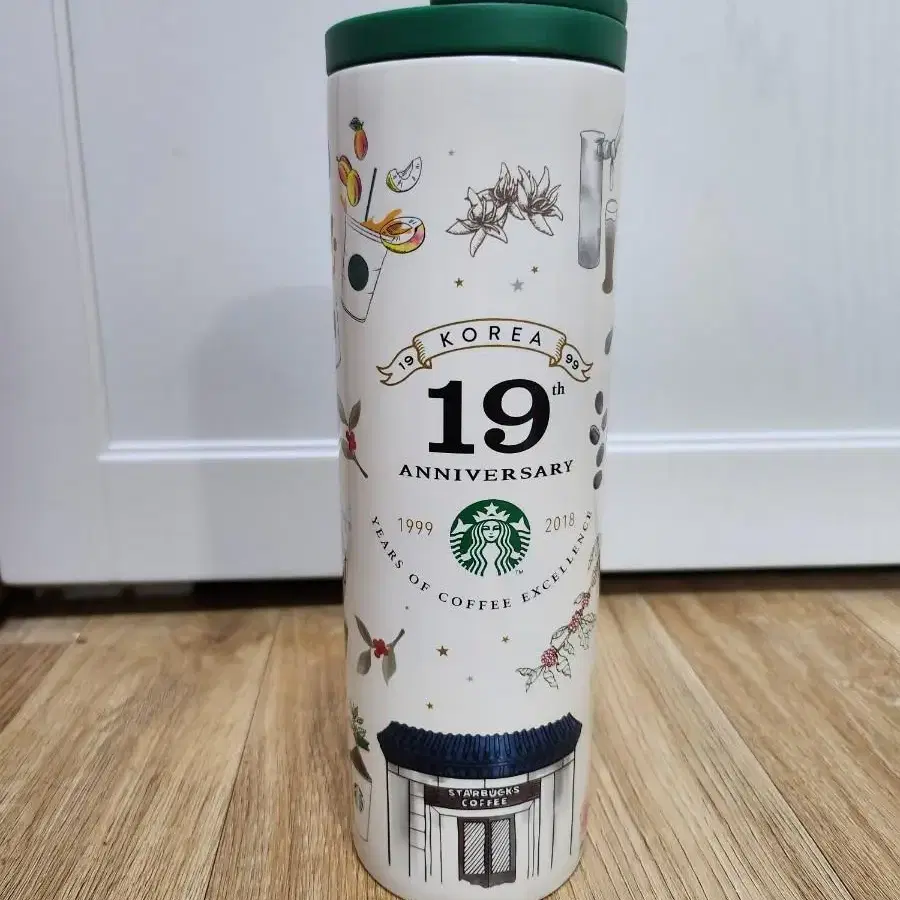 KOREA
19 99
19th
ANNIVERSARY
1999 2018
YEARS OF COFFEE EXCELLENCE
STARBUCKS
COFFEE